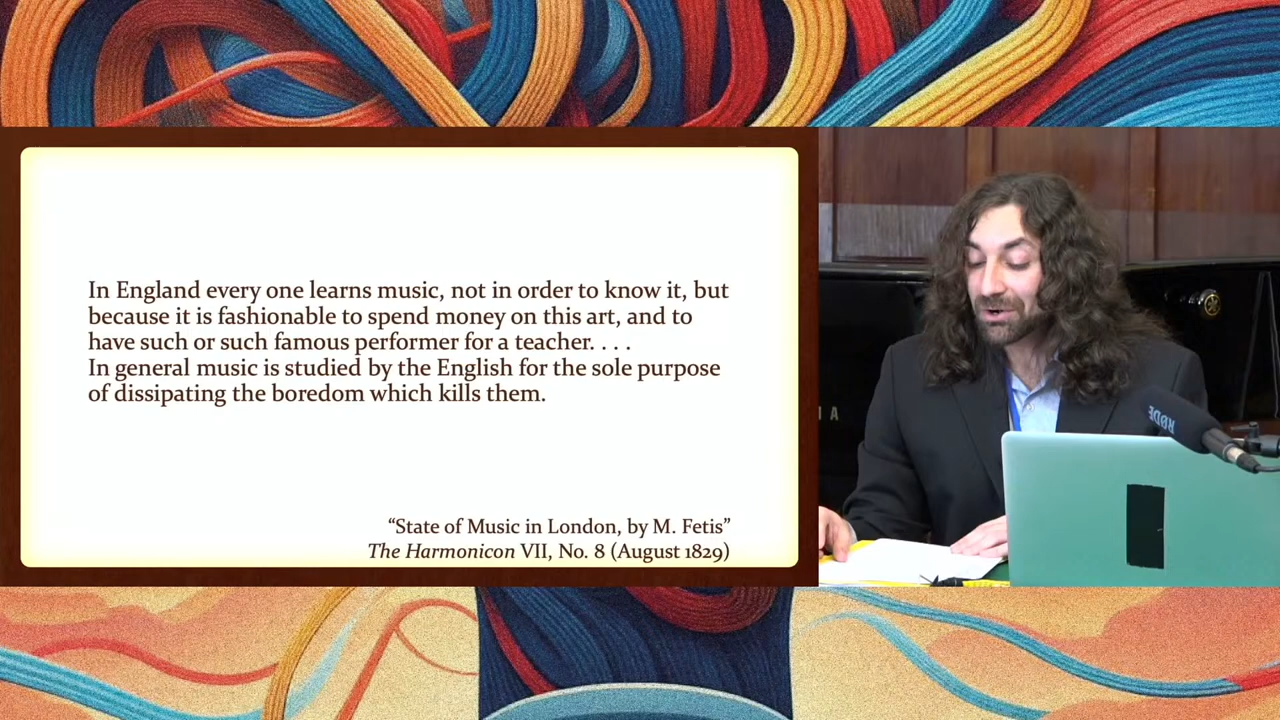 In England every one learns music, not in order to know it, but
because it is fashionable to spend money on this art, and to
have such or such famous performer for a teacher. . . .
In general music is studied by the English for the sole purpose
of dissipating the boredom which kills them.
“State of Music in London, by M. Fetis”
The Harmonicon VII, No. 8 (August 1829)
I A
RØDE